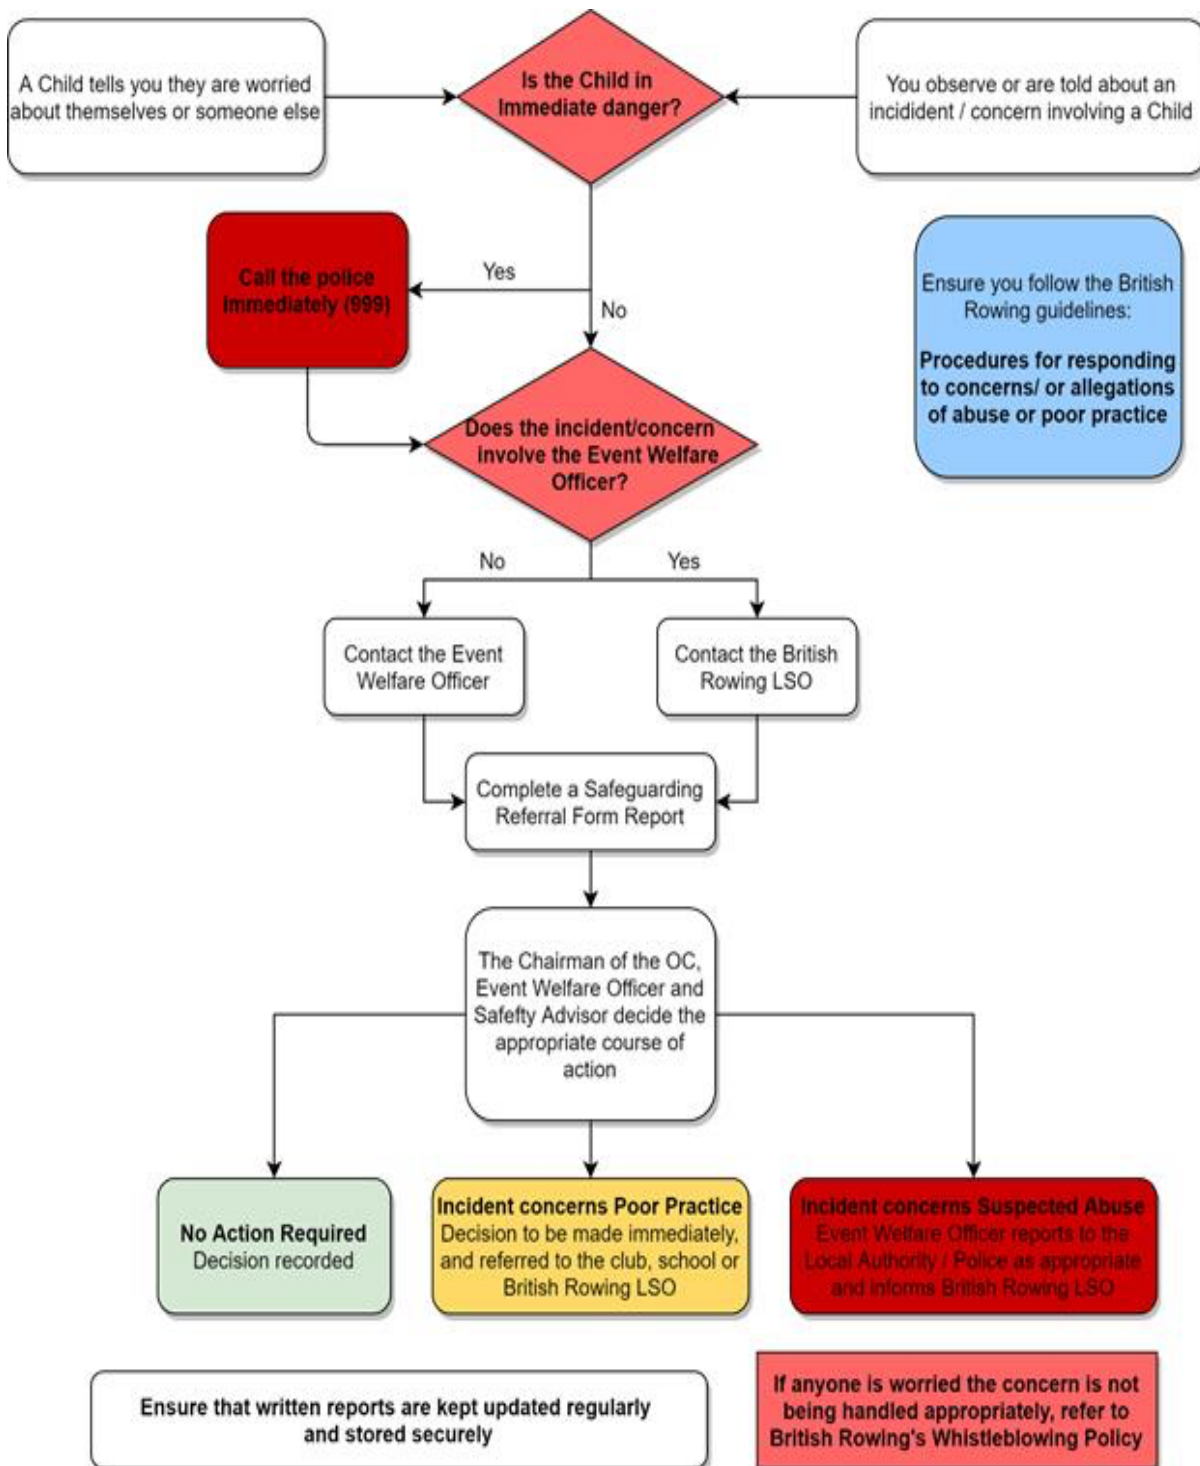 A Child tells you they are worried
about themselves or someone else
Is the Child in
Immediate danger?
You observe or are told about an
incidident / concern involving a Child
Call the police
immediately (999)
Yes
No
Ensure you follow the British
Rowing guidelines:
Procedures for responding
to concerns/ or allegations
of abuse or poor practice
Does the incident/concern
involve the Event Welfare
Officer?
No
Yes
Contact the Event
Welfare Officer
Contact the British
Rowing LSO
Complete a Safeguarding
Referral Form Report
The Chairman of the OC,
Event Welfare Officer and
Safefty Advisor decide the
appropriate course of
action
No Action Required
Decision recorded
Incident concerns Poor Practice
Decision to be made immediately,
and referred to the club, school or
British Rowing LSO
Incident concerns Suspected Abuse
Event Welfare Officer reports to the
Local Authority / Police as appropriate
and informs British Rowing LSO
Ensure that written reports are kept updated regularly
and stored securely
If anyone is worried the concern is not
being handled appropriately, refer to
British Rowing's Whistleblowing Policy